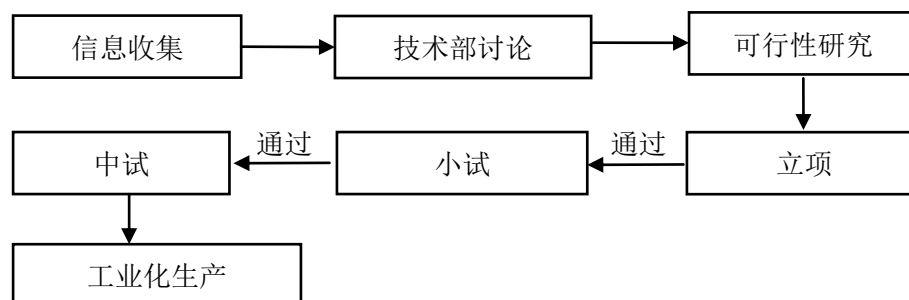 信息收集
技术部讨论
可行性研究
立项
通过
小试
通过
中试
工业化生产